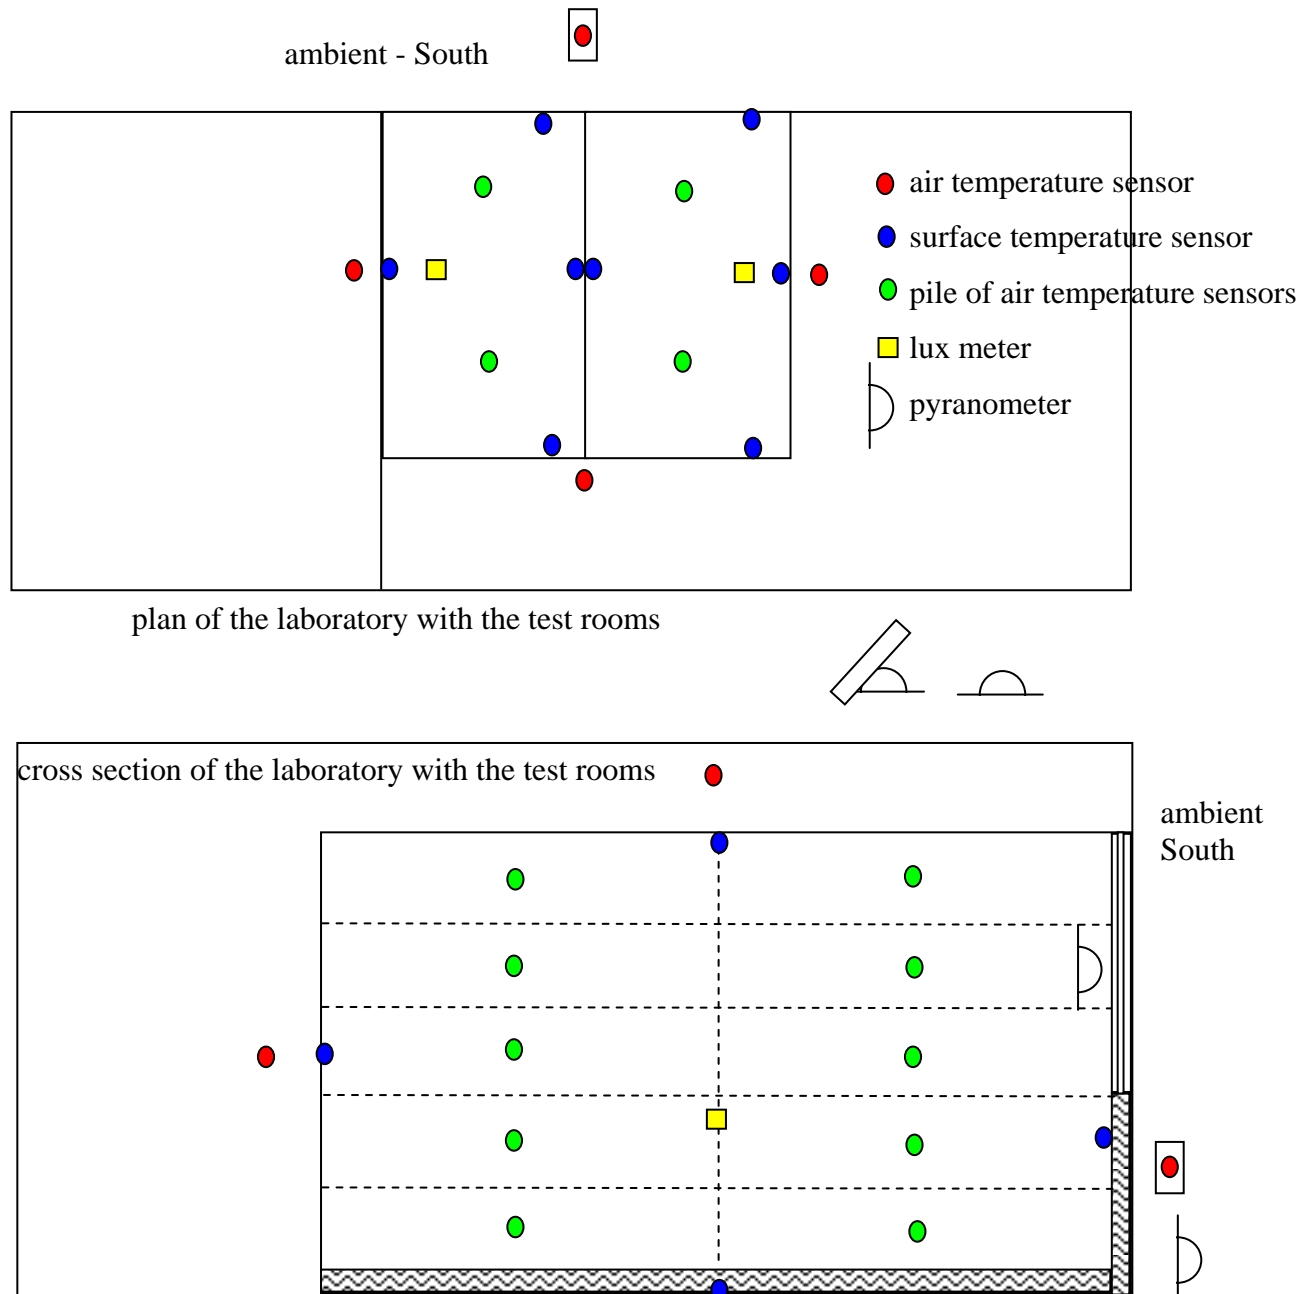 ambient - South
air temperature sensor
surface temperature sensor
pile of air temperature sensors
lux meter
pyranometer
plan of the laboratory with the test rooms
cross section of the laboratory with the test rooms
ambient
South